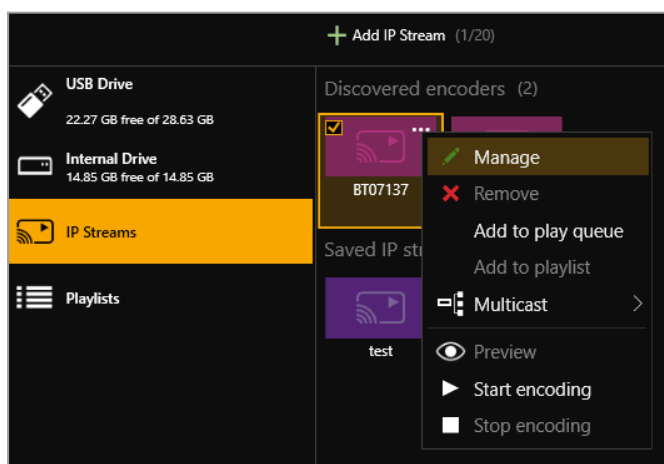 Add IP Stream (1/20)
USB Drive
22.27 GB free of 28.63 GB
Internal Drive
14.85 GB free of 14.85 GB
IP Streams
Playlists
Discovered encoders (2)
BT07137
Saved IP st
test
Manage
Remove
Add to play queue
Add to playlist
Multicast
Preview
Start encoding
Stop encoding